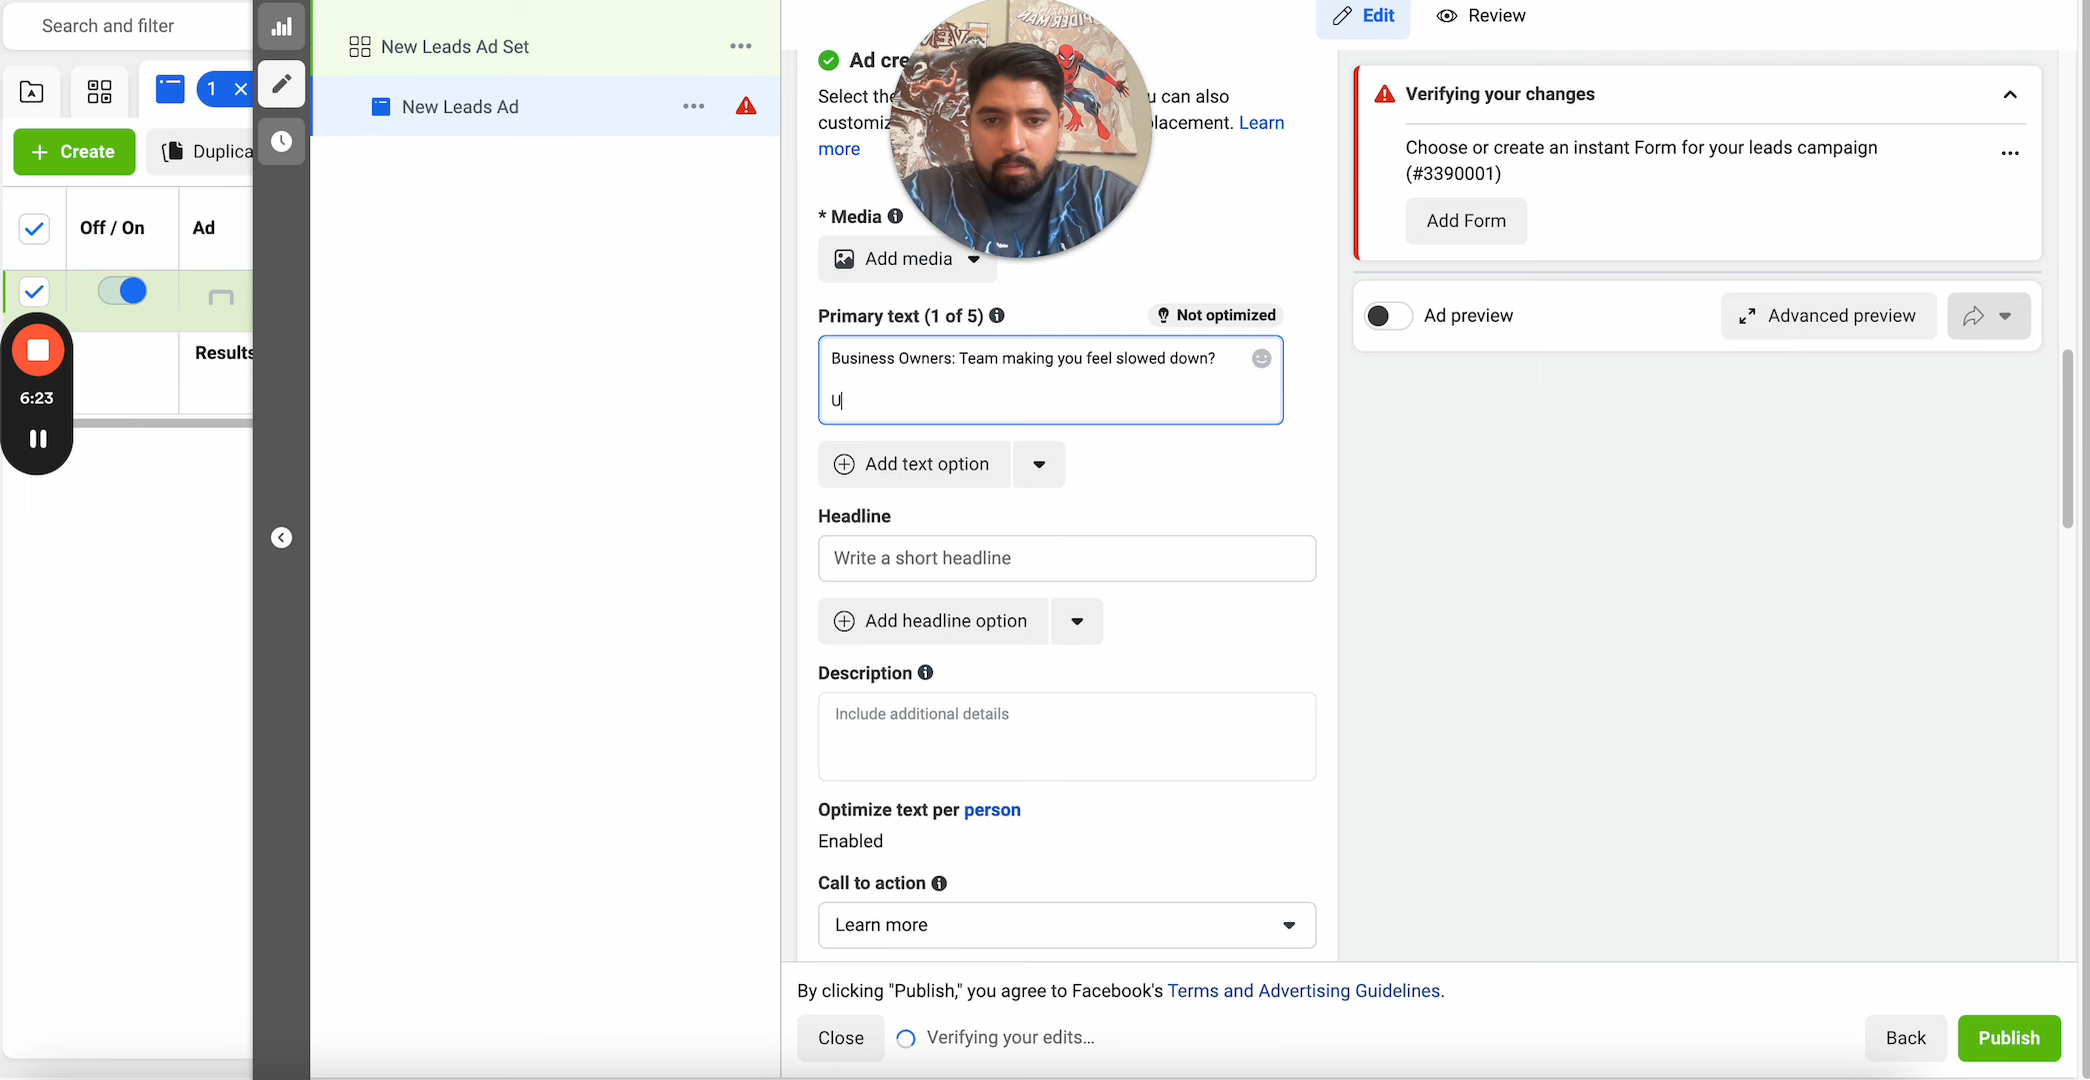 Search and filter
1
Create
Duplica
Off / On
Ad
Results
6:23
New Leads Ad Set
New Leads Ad
Edit
Review
Ad cre
Select the
u can also
customiz
lacement. Learn
more
* Media
Add media
Primary text (1 of 5)
Not optimized
Business Owners: Team making you feel slowed down?
U
Add text option
Headline
Write a short headline
Add headline option
Description
Include additional details
Optimize text per person
Enabled
Call to action
Learn more
Verifying your changes
Choose or create an instant Form for your leads campaign
(#3390001)
Add Form
Ad preview
Advanced preview
By clicking "Publish," you agree to Facebook's Terms and Advertising Guidelines.
Close
Verifying your edits...
Back
Publish